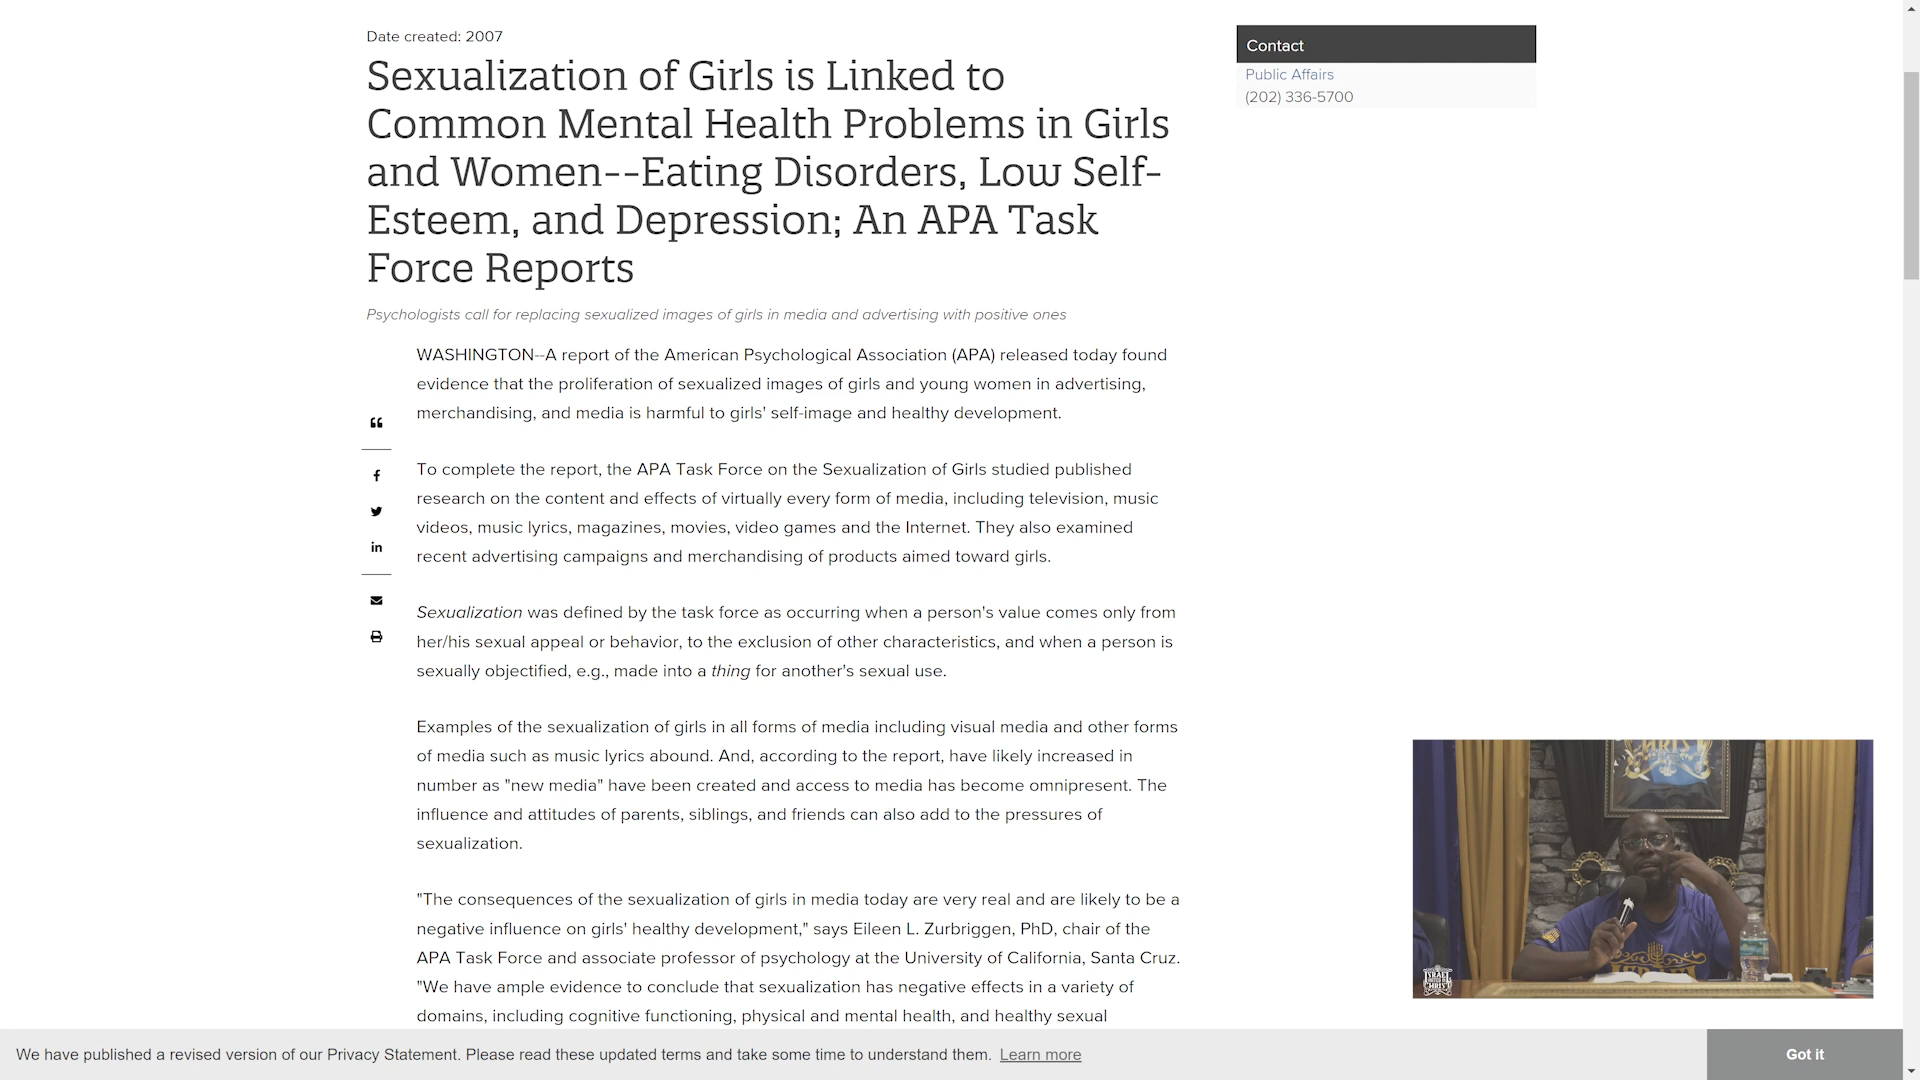 Date created: 2007
Sexualization of Girls is Linked to
Common Mental Health Problems in Girls
and Women--Eating Disorders, Low Self-
Esteem, and Depression; An APA Task
Force Reports
Psychologists call for replacing sexualized images of girls in media and advertising with positive ones
WASHINGTON--A report of the American Psychological Association (APA) released today found
evidence that the proliferation of sexualized images of girls and young women in advertising,
merchandising, and media is harmful to girls' self-image and healthy development.
To complete the report, the APA Task Force on the Sexualization of Girls studied published
research on the content and effects of virtually every form of media, including television, music
videos, music lyrics, magazines, movies, video games and the Internet. They also examined
recent advertising campaigns and merchandising of products aimed toward girls.
Sexualization was defined by the task force as occurring when a person's value comes only from
her/his sexual appeal or behavior, to the exclusion of other characteristics, and when a person is
sexually objectified, e.g., made into a thing for another's sexual use.
Examples of the sexualization of girls in all forms of media including visual media and other forms
of media such as music lyrics abound. And, according to the report, have likely increased in
number as "new media" have been created and access to media has become omnipresent. The
influence and attitudes of parents, siblings, and friends can also add to the pressures of
sexualization.
"The consequences of the sexualization of girls in media today are very real and are likely to be a
negative influence on girls' healthy development," says Eileen L. Zurbriggen, PhD, chair of the
APA Task Force and associate professor of psychology at the University of California, Santa Cruz.
"We have ample evidence to conclude that sexualization has negative effects in a variety of
domains, including cognitive functioning, physical and mental health, and healthy sexual
Contact
Public Affairs
(202) 336-5700
CHRIST
ISRAEL
UNITED IN
CHRIST
We have published a revised version of our Privacy Statement. Please read these updated terms and take some time to understand them. Learn more
Got it